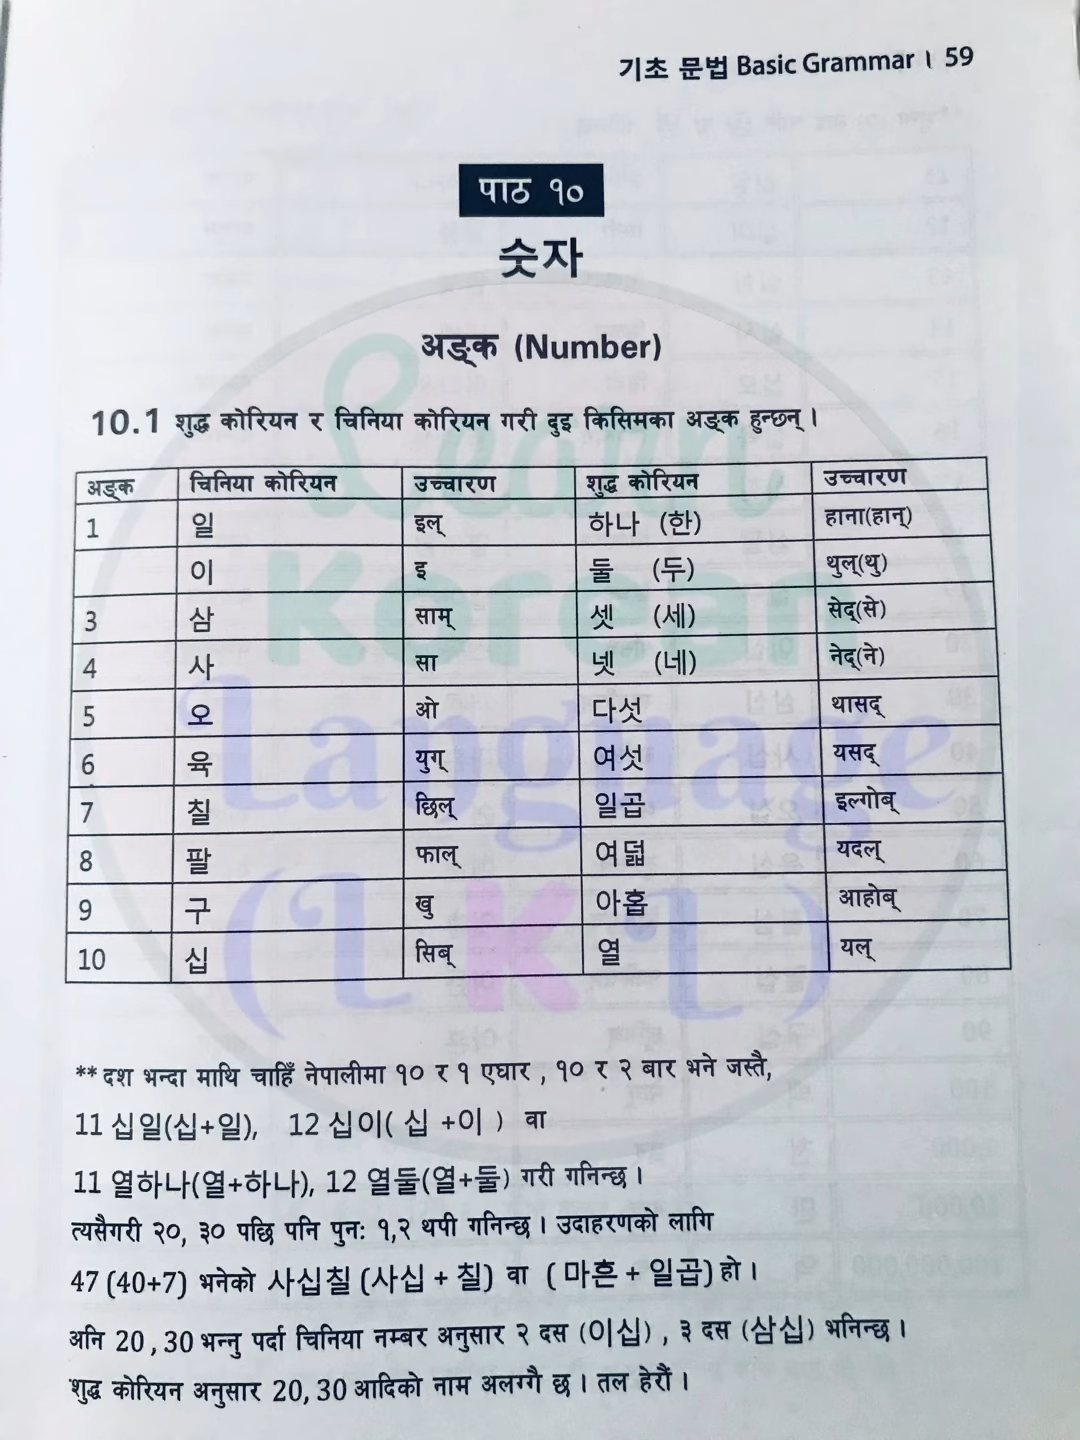 기초 문법 Basic Grammar । 59
पाठ १०
숫자
अङ्क (Number)
10.1 शुद्ध कोरियन र चिनिया कोरियन गरी दुइ किसिमका अङ्क हुन्छन् ।
अङ्क चिनिया कोरियन उच्चारण शुद्ध कोरियन उच्चारण
1 일 इल् 하나 (한) हाना(हान्)
이 इ 둘 (두) थुल्(थु)
3 삼 साम् 셋 (세) सेद्(से)
4 사 सा 넷 (네) नेद्(ने)
5 오 ओ 다섯 थासद्
6 육 युग् 여섯 यसद्
7 칠 छिल् 일곱 इल्गोब्
8 팔 फाल् 여덟 यदल्
9 구 खु 아홉 आहोब्
10 십 सिब् 열 यल्
Learn
Korean
Language
(LKL)
** दश भन्दा माथि चाहिँ नेपालीमा १० र १ एघार , १० र २ बार भने जस्तै,
11 십일(십+일), 12 십이( 십 +이 ) वा
11 열하나(열+하나), 12 열둘(열+둘) गरी गनिन्छ ।
त्यसैगरी २०, ३० पछि पनि पुनः १,२ थपी गनिन्छ । उदाहरणको लागि
47 (40+7) भनेको 사십칠 (사십 + 칠) वा ( 마흔 + 일곱) हो ।
अनि 20 , 30 भन्नु पर्दा चिनिया नम्बर अनुसार २ दस (이십) , ३ दस (삼십) भनिन्छ ।
शुद्ध कोरियन अनुसार 20, 30 आदिको नाम अलग्गै छ । तल हेरौं ।